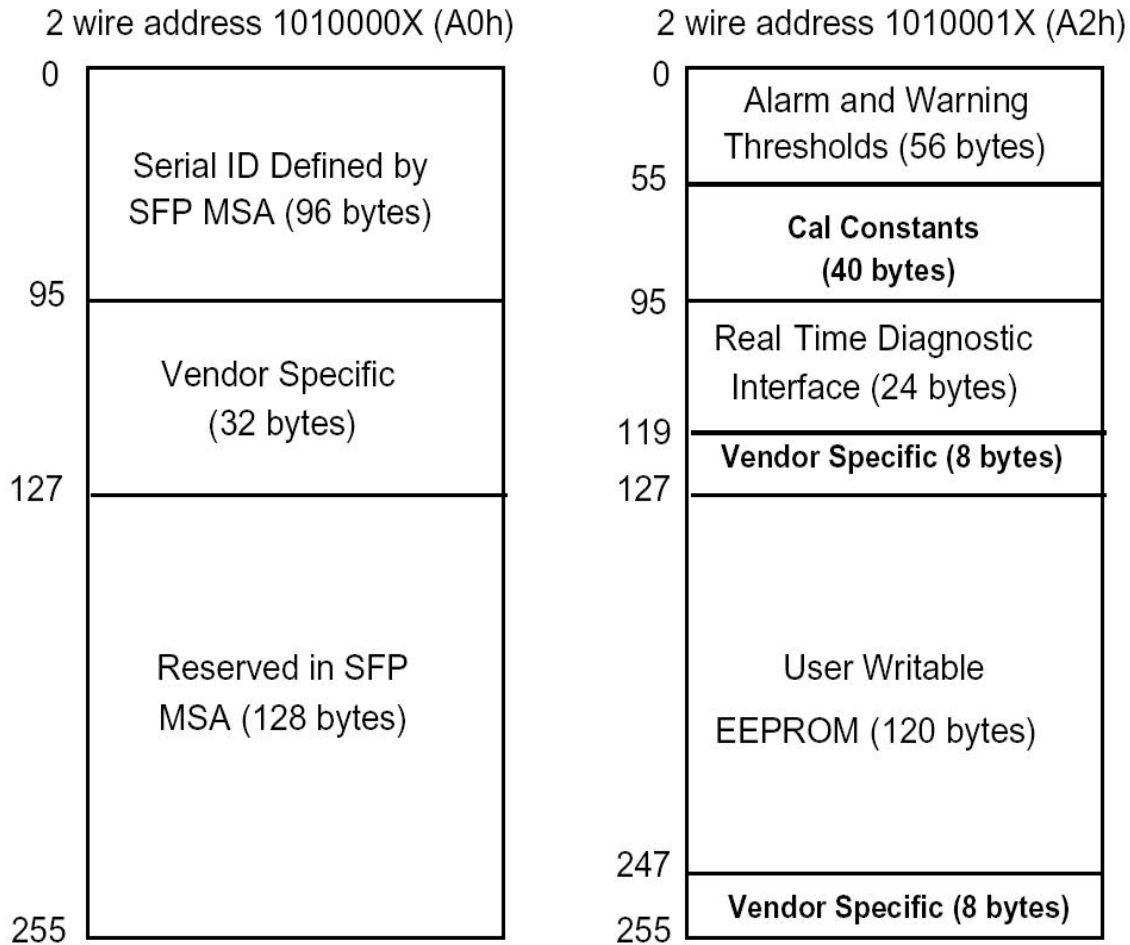 2 wire address 1010000X (A0h)
0
Serial ID Defined by
SFP MSA (96 bytes)
95
Vendor Specific
(32 bytes)
127
Reserved in SFP
MSA (128 bytes)
255
2 wire address 1010001X (A2h)
0
Alarm and Warning
Thresholds (56 bytes)
55
Cal Constants
(40 bytes)
95
Real Time Diagnostic
Interface (24 bytes)
119
Vendor Specific (8 bytes)
127
User Writable
EEPROM (120 bytes)
247
Vendor Specific (8 bytes)
255